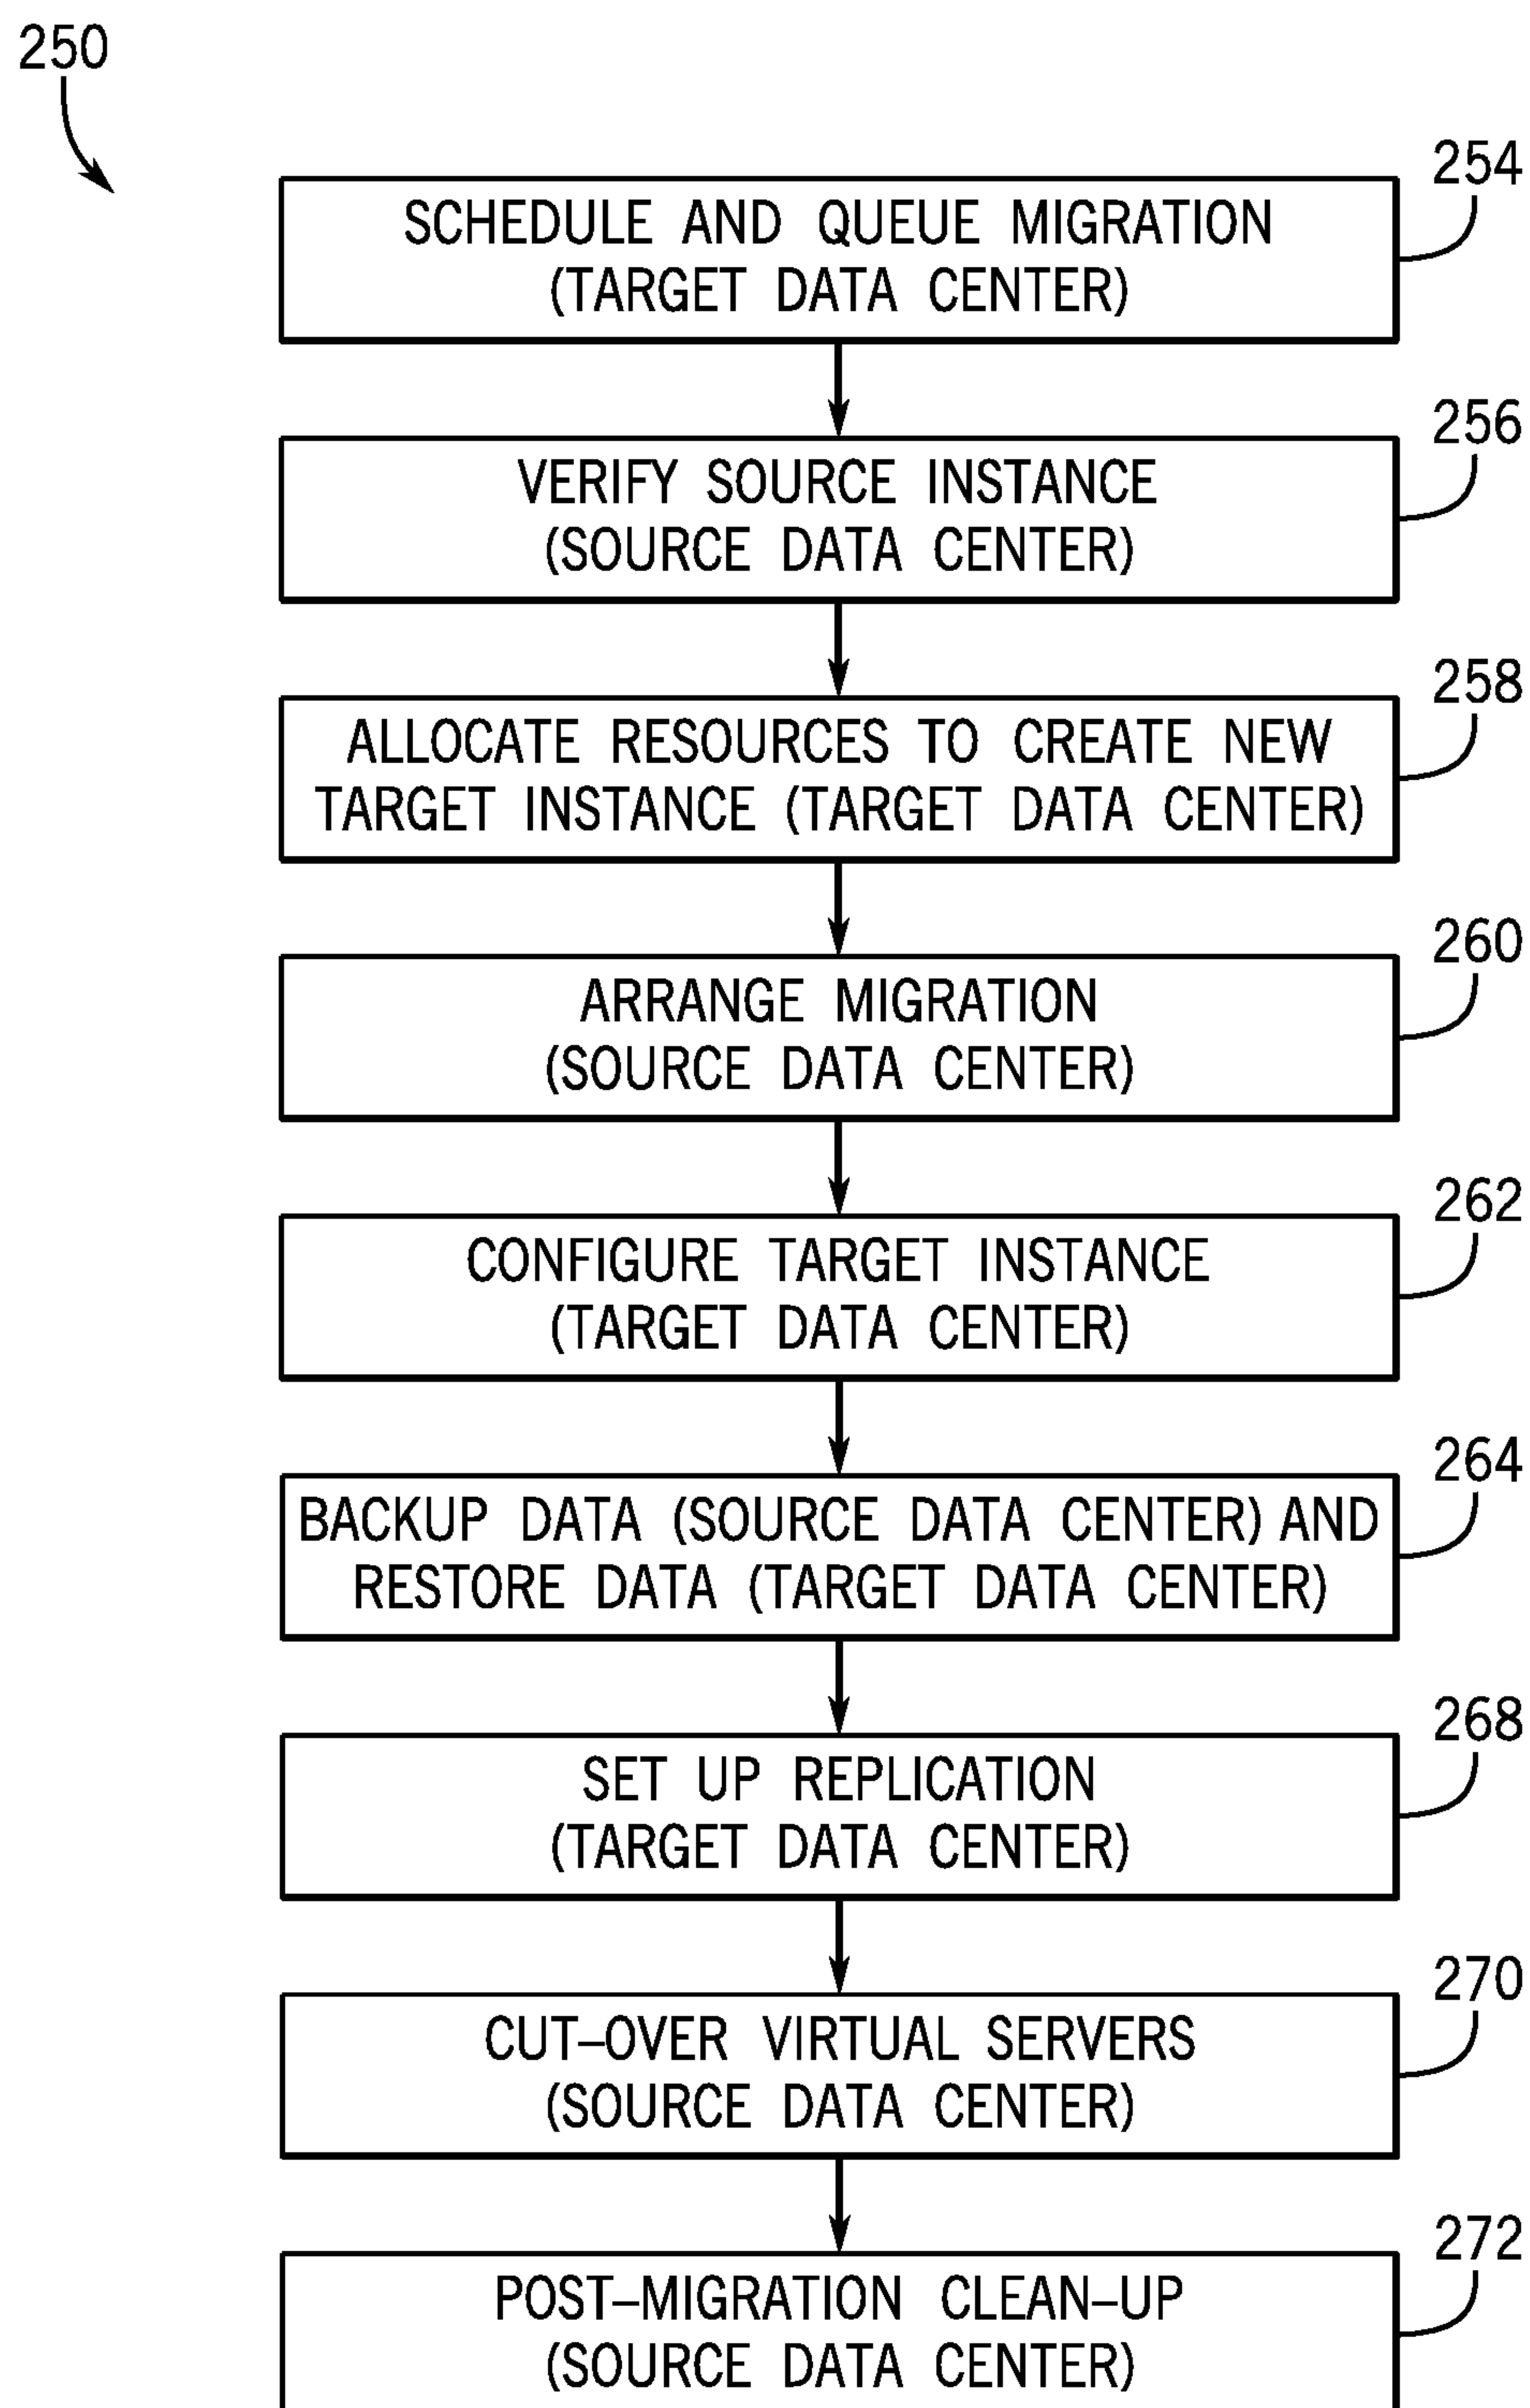 250
254
SCHEDULE AND QUEUE MIGRATION
(TARGET DATA CENTER)
256
VERIFY SOURCE INSTANCE
(SOURCE DATA CENTER)
258
ALLOCATE RESOURCES TO CREATE NEW
TARGET INSTANCE (TARGET DATA CENTER)
260
ARRANGE MIGRATION
(SOURCE DATA CENTER)
262
CONFIGURE TARGET INSTANCE
(TARGET DATA CENTER)
264
BACKUP DATA (SOURCE DATA CENTER) AND
RESTORE DATA (TARGET DATA CENTER)
268
SET UP REPLICATION
(TARGET DATA CENTER)
270
CUT–OVER VIRTUAL SERVERS
(SOURCE DATA CENTER)
272
POST–MIGRATION CLEAN–UP
(SOURCE DATA CENTER)